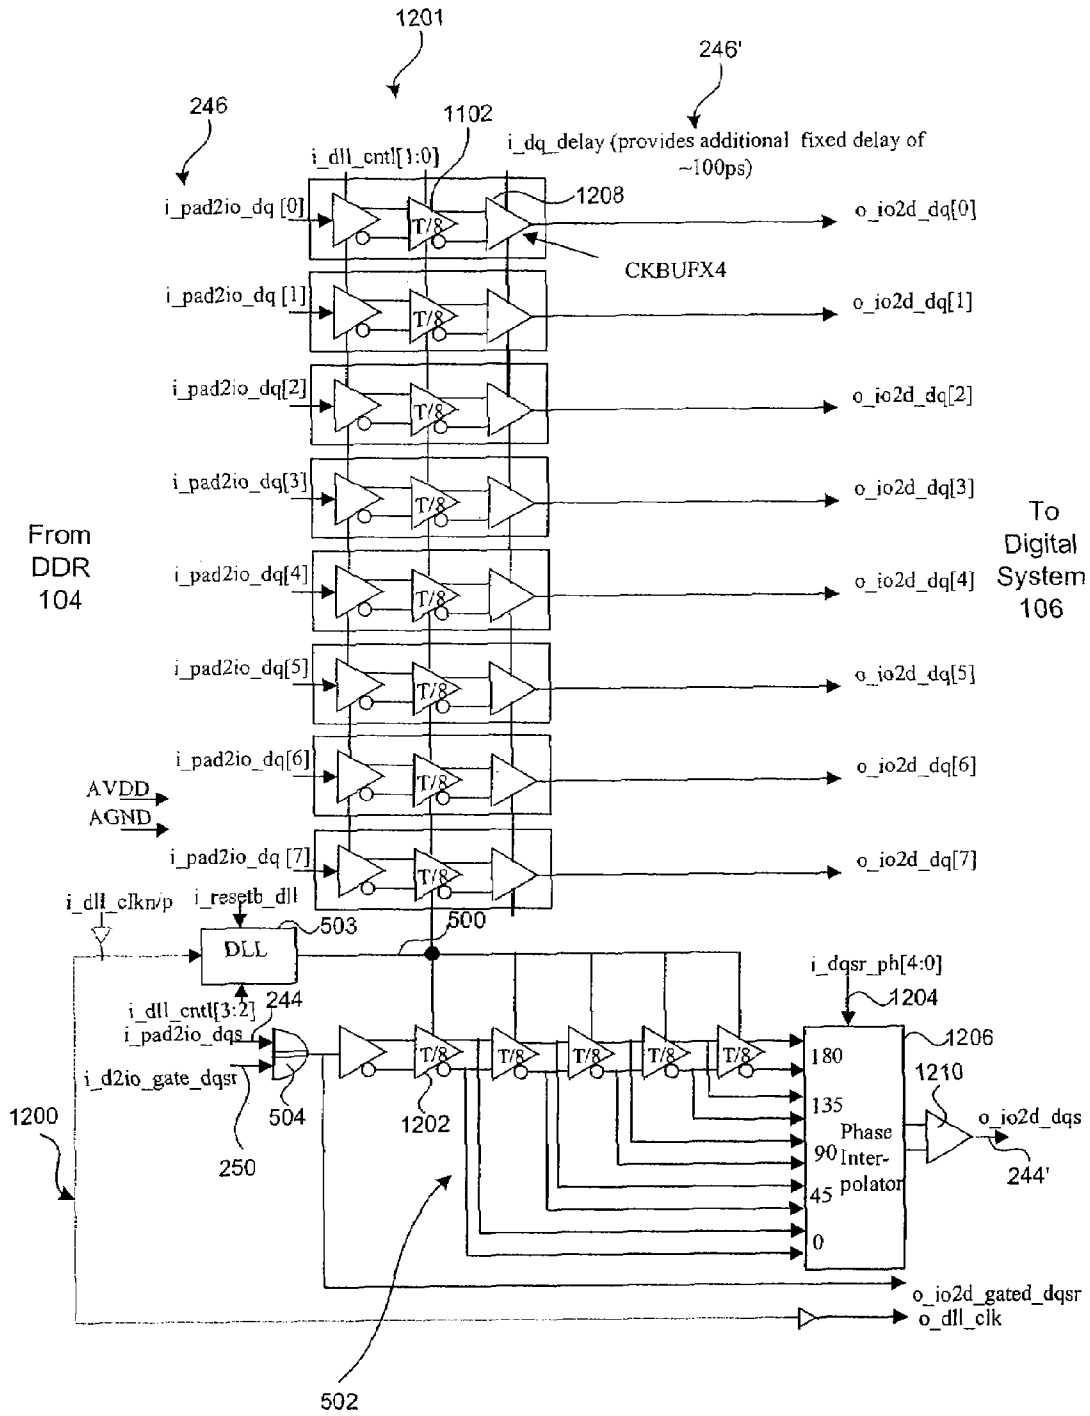 1201
246'
246
1102
i_dq_delay (provides additional fixed delay of
~100ps)
i_dll_cntl[1:0]
1208
i_pad2io_dq [0]
T/8
o_io2d_dq[0]
CKBUFX4
i_pad2io_dq [1]
T/8
o_io2d_dq[1]
i_pad2io_dq[2]
T/8
o_io2d_dq[2]
i_pad2io_dq[3]
T/8
o_io2d_dq[3]
From
DDR
104
To
Digital
System
106
i_pad2io_dq[4]
T/8
o_io2d_dq[4]
i_pad2io_dq[5]
T/8
o_io2d_dq[5]
i_pad2io_dq[6]
T/8
o_io2d_dq[6]
AVDD
AGND
i_pad2io_dq [7]
T/8
o_io2d_dq[7]
i_dll_clkn/p
i_resetb_dll
503
500
DLL
i_dqsr_ph[4:0]
1204
i_dll_cntl[3:2]
244
i_pad2io_dqs
i_d2io_gate_dqsr
504
250
1200
T/8
T/8
T/8
T/8
T/8
1202
502
1206
180
135
90
45
0
Phase
Inter-
polator
1210
o_io2d_dqs
244'
o_io2d_gated_dqsr
o_dll_clk